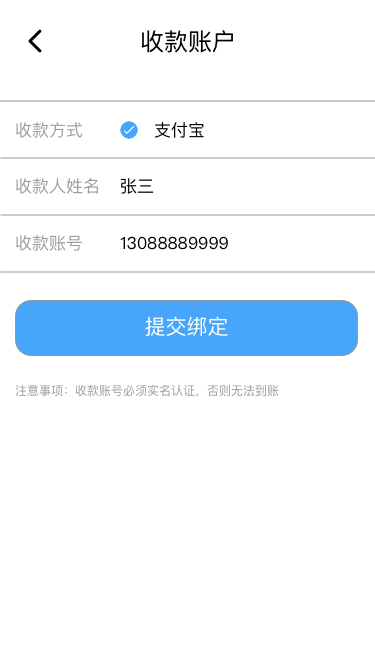 收款账户
收款方式 支付宝
收款人姓名 张三
收款账号 13088889999
提交绑定
注意事项：收款账号必须实名认证，否则无法到账